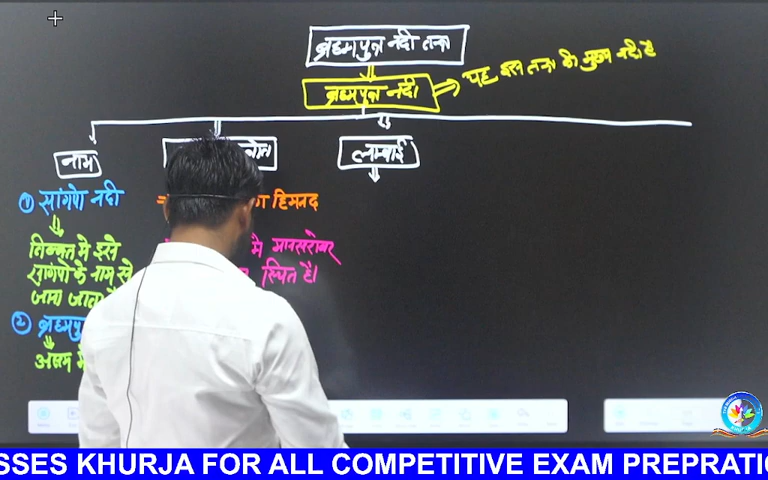 ब्रह्मपुत्र नदी तन्त्र
ब्रह्मपुत्र नदी
यह इस तन्त्र की मुख्य नदी है
नाम
लम्बाई
① सांगपो नदी
हिमनद
तिब्बत मे इसे
सांगपो के नाम से
जाना जाता
मे मानसरोवर
स्थित है।
②
असम मे
SSES KHURJA FOR ALL COMPETITIVE EXAM PREPRATIO